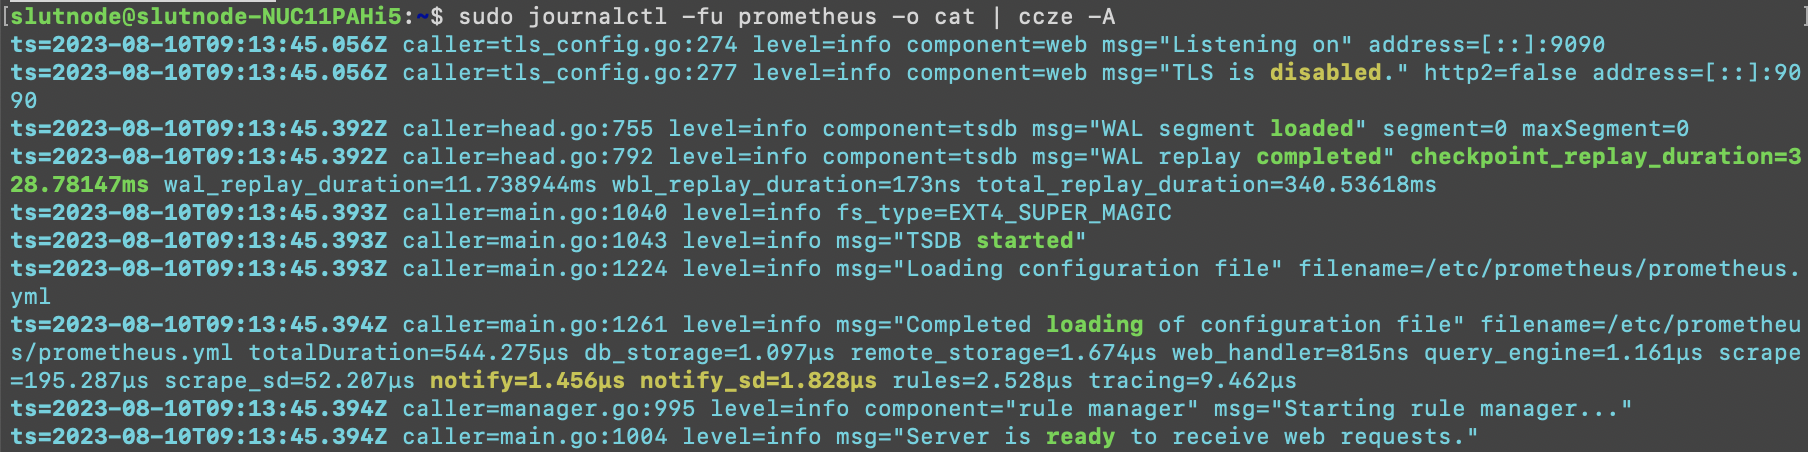 [slutnode@slutnode-NUC11PAHi5:~$ sudo journalctl -fu prometheus -o cat | ccze -A ]
ts=2023-08-10T09:13:45.056Z caller=tls_config.go:274 level=info component=web msg="Listening on" address=[::]:9090
ts=2023-08-10T09:13:45.056Z caller=tls_config.go:277 level=info component=web msg="TLS is disabled." http2=false address=[::]:90
90
ts=2023-08-10T09:13:45.392Z caller=head.go:755 level=info component=tsdb msg="WAL segment loaded" segment=0 maxSegment=0
ts=2023-08-10T09:13:45.392Z caller=head.go:792 level=info component=tsdb msg="WAL replay completed" checkpoint_replay_duration=3
28.78147ms wal_replay_duration=11.738944ms wbl_replay_duration=173ns total_replay_duration=340.53618ms
ts=2023-08-10T09:13:45.393Z caller=main.go:1040 level=info fs_type=EXT4_SUPER_MAGIC
ts=2023-08-10T09:13:45.393Z caller=main.go:1043 level=info msg="TSDB started"
ts=2023-08-10T09:13:45.393Z caller=main.go:1224 level=info msg="Loading configuration file" filename=/etc/prometheus/prometheus.
yml
ts=2023-08-10T09:13:45.394Z caller=main.go:1261 level=info msg="Completed loading of configuration file" filename=/etc/prometheu
s/prometheus.yml totalDuration=544.275µs db_storage=1.097µs remote_storage=1.674µs web_handler=815ns query_engine=1.161µs scrape
=195.287µs scrape_sd=52.207µs notify=1.456µs notify_sd=1.828µs rules=2.528µs tracing=9.462µs
ts=2023-08-10T09:13:45.394Z caller=manager.go:995 level=info component="rule manager" msg="Starting rule manager..."
ts=2023-08-10T09:13:45.394Z caller=main.go:1004 level=info msg="Server is ready to receive web requests."